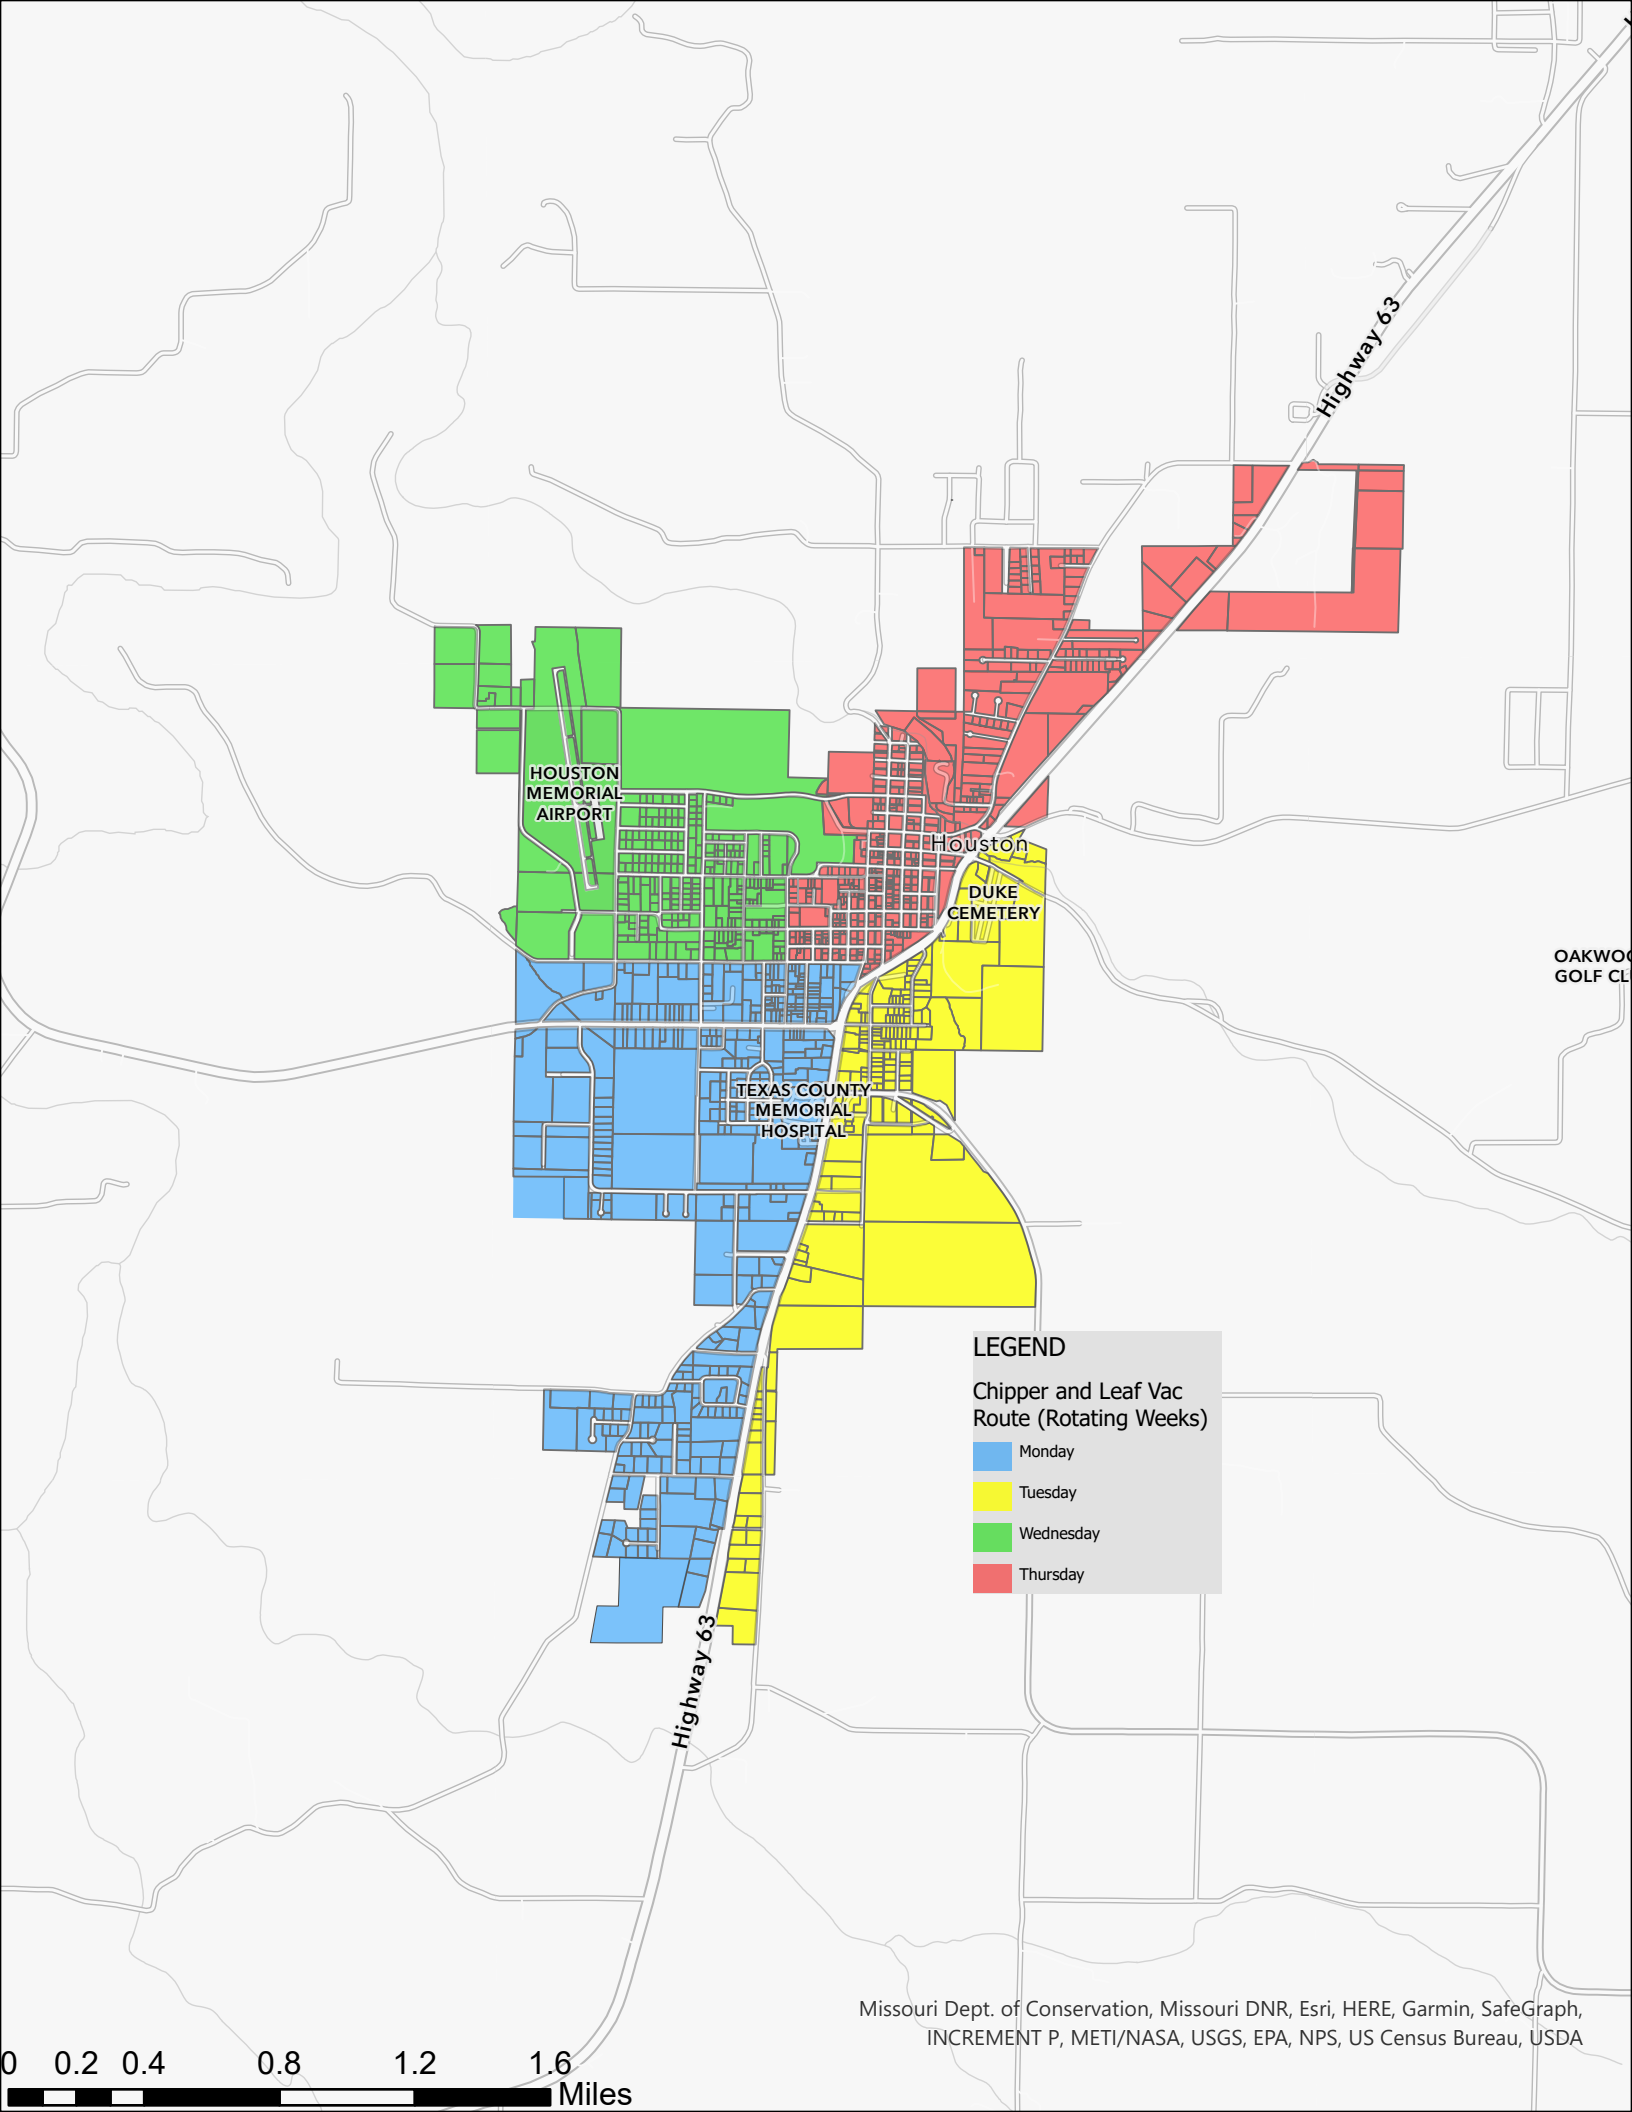 Highway 63
HOUSTON
MEMORIAL
AIRPORT
Houston
DUKE
CEMETERY
OAKWOO
GOLF CL
TEXAS COUNTY
MEMORIAL
HOSPITAL
LEGEND
Chipper and Leaf Vac
Route (Rotating Weeks)
Monday
Tuesday
Wednesday
Thursday
Highway 63
Missouri Dept. of Conservation, Missouri DNR, Esri, HERE, Garmin, SafeGraph,
INCREMENT P, METI/NASA, USGS, EPA, NPS, US Census Bureau, USDA
0 0.2 0.4 0.8 1.2 1.6
Miles